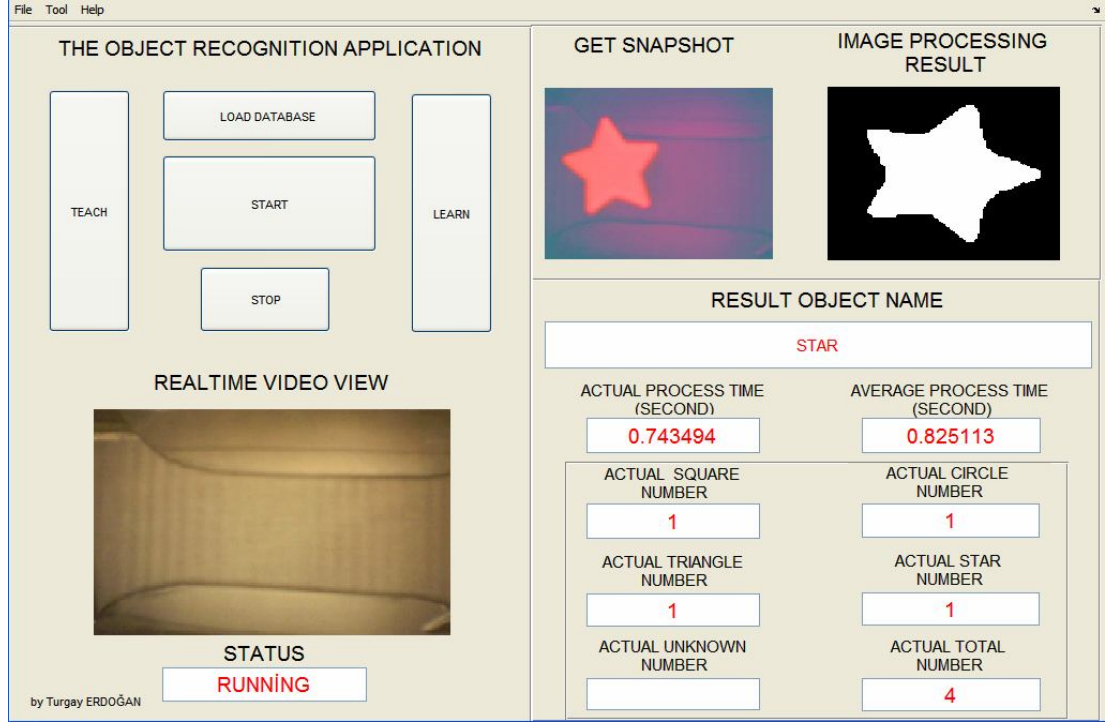 File Tool Help
THE OBJECT RECOGNITION APPLICATION
TEACH
LOAD DATABASE
START
STOP
LEARN
REALTIME VIDEO VIEW
STATUS
RUNNİNG
by Turgay ERDOĞAN
GET SNAPSHOT
IMAGE PROCESSING
RESULT
RESULT OBJECT NAME
STAR
ACTUAL PROCESS TIME
(SECOND)
0.743494
AVERAGE PROCESS TIME
(SECOND)
0.825113
ACTUAL SQUARE
NUMBER
1
ACTUAL CIRCLE
NUMBER
1
ACTUAL TRIANGLE
NUMBER
1
ACTUAL STAR
NUMBER
1
ACTUAL UNKNOWN
NUMBER
ACTUAL TOTAL
NUMBER
4